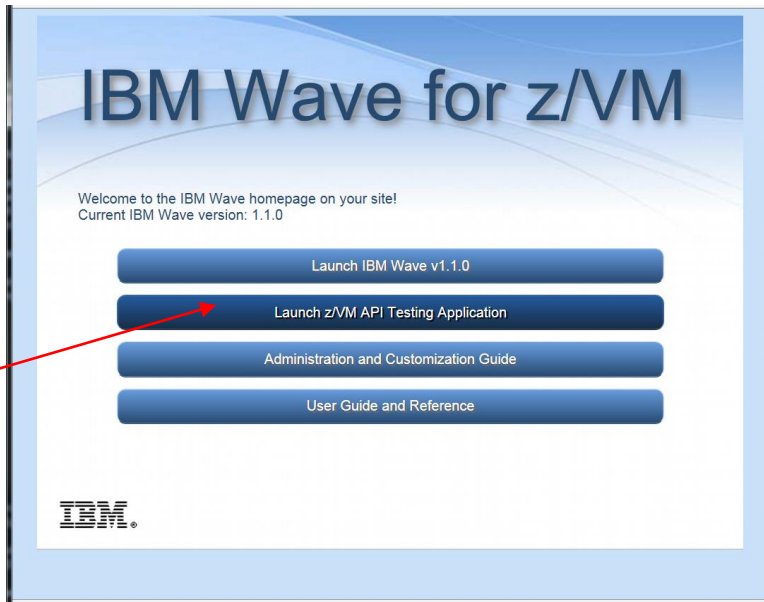 IBM Wave for z/VM
Welcome to the IBM Wave homepage on your site!
Current IBM Wave version: 1.1.0
Launch IBM Wave v1.1.0
Launch z/VM API Testing Application
Administration and Customization Guide
User Guide and Reference
IBM®